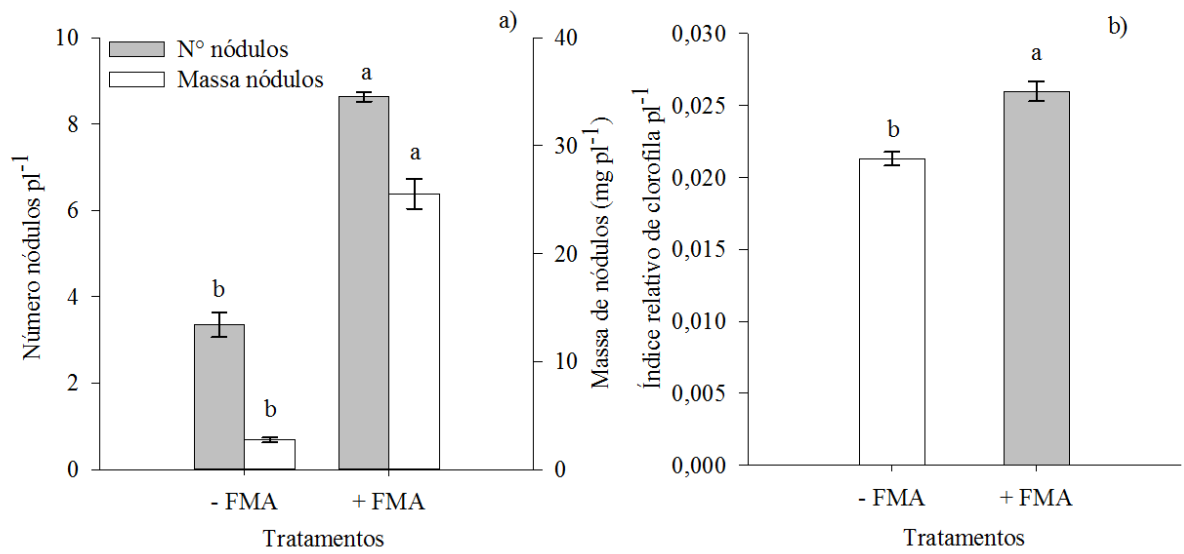 a)
N° nódulos
Massa nódulos
Número nódulos pl-1
10
8
6
4
2
0
40
30
20
10
0
Massa de nódulos (mg pl-1)
b
b
a
a
- FMA
+ FMA
Tratamentos
b)
Índice relativo de clorofila pl-1
0,030
0,025
0,020
0,015
0,010
0,005
0,000
b
a
- FMA
+ FMA
Tratamentos